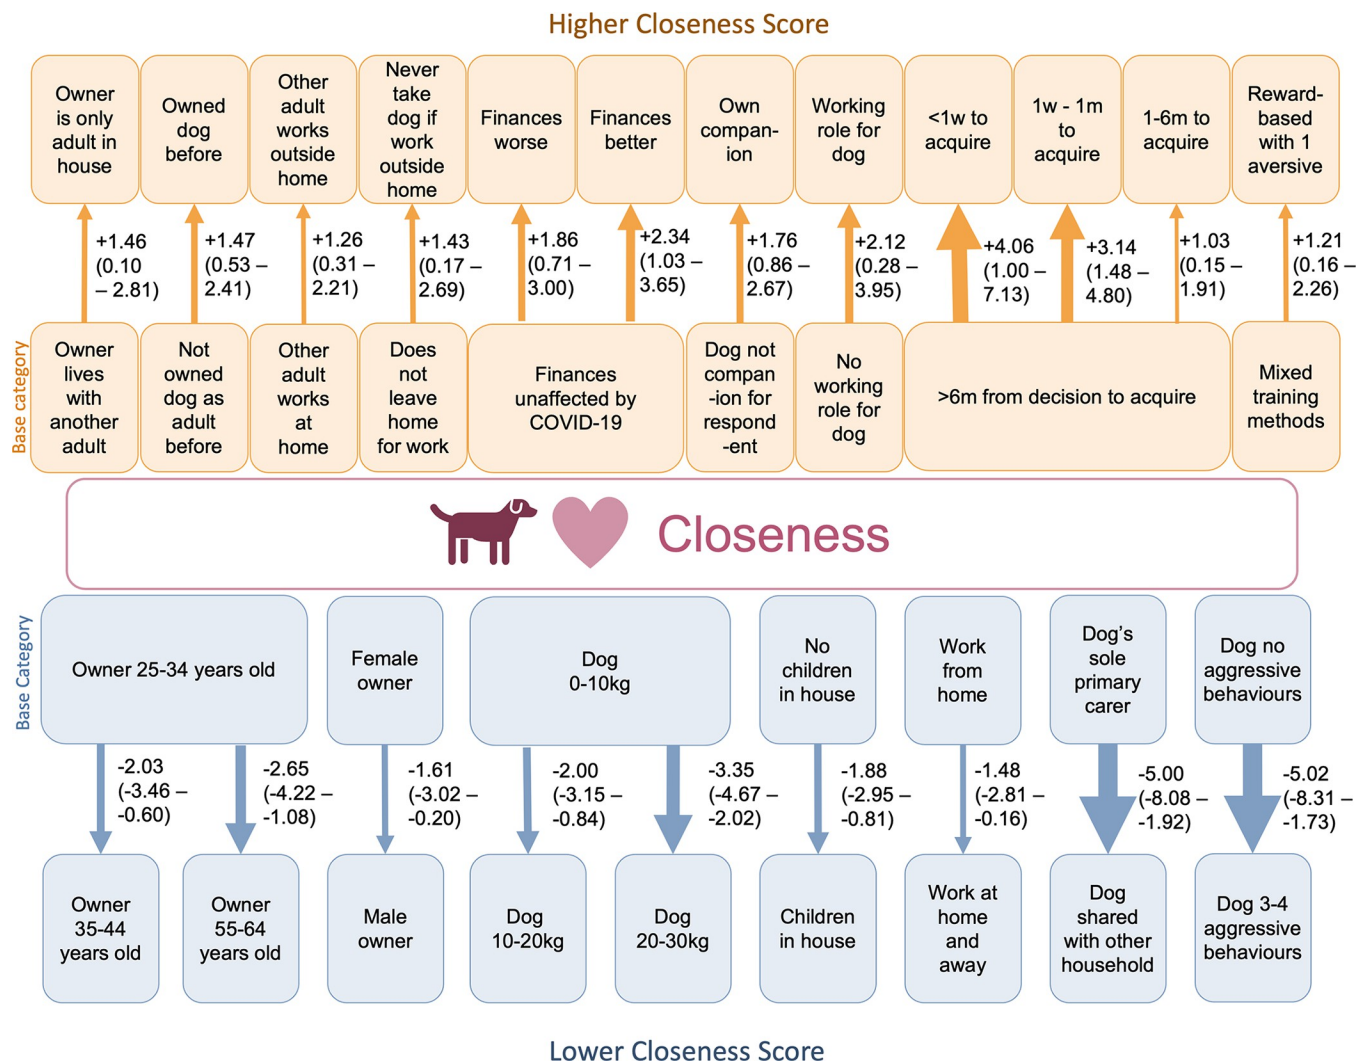 Higher Closeness Score
Owner
is only
adult in
house
Owned
dog
before
Other
adult
works
outside
home
Never
take
dog if
work
outside
home
Finances
worse
Finances
better
Own
compan-
ion
Working
role for
dog
<1w to
acquire
1w - 1m
to
acquire
1-6m to
acquire
Reward-
based
with 1
aversive
+1.46
(0.10
– 2.81)
+1.47
(0.53 –
2.41)
+1.26
(0.31 –
2.21)
+1.43
(0.17 –
2.69)
+1.86
(0.71 –
3.00)
+2.34
(1.03 –
3.65)
+1.76
(0.86 –
2.67)
+2.12
(0.28 –
3.95)
+4.06
(1.00 –
7.13)
+3.14
(1.48 –
4.80)
+1.03
(0.15 –
1.91)
+1.21
(0.16 –
2.26)
Base category
Owner
lives
with
another
adult
Not
owned
dog as
adult
before
Other
adult
works
at
home
Does
not
leave
home
for work
Finances
unaffected by
COVID-19
Dog not
compan
-ion for
respond
-ent
No
working
role for
dog
>6m from decision to acquire
Mixed
training
methods
Closeness
Base Category
Owner 25-34 years old
Female
owner
Dog
0-10kg
No
children
in house
Work
from
home
Dog's
sole
primary
carer
Dog no
aggressive
behaviours
-2.03
(-3.46 –
-0.60)
-2.65
(-4.22 –
-1.08)
-1.61
(-3.02 –
-0.20)
-2.00
(-3.15 –
-0.84)
-3.35
(-4.67 –
-2.02)
-1.88
(-2.95 –
-0.81)
-1.48
(-2.81 –
-0.16)
-5.00
(-8.08 –
-1.92)
-5.02
(-8.31 –
-1.73)
Owner
35-44
years old
Owner
55-64
years old
Male
owner
Dog
10-20kg
Dog
20-30kg
Children
in house
Work at
home
and
away
Dog
shared
with other
household
Dog 3-4
aggressive
behaviours
Lower Closeness Score